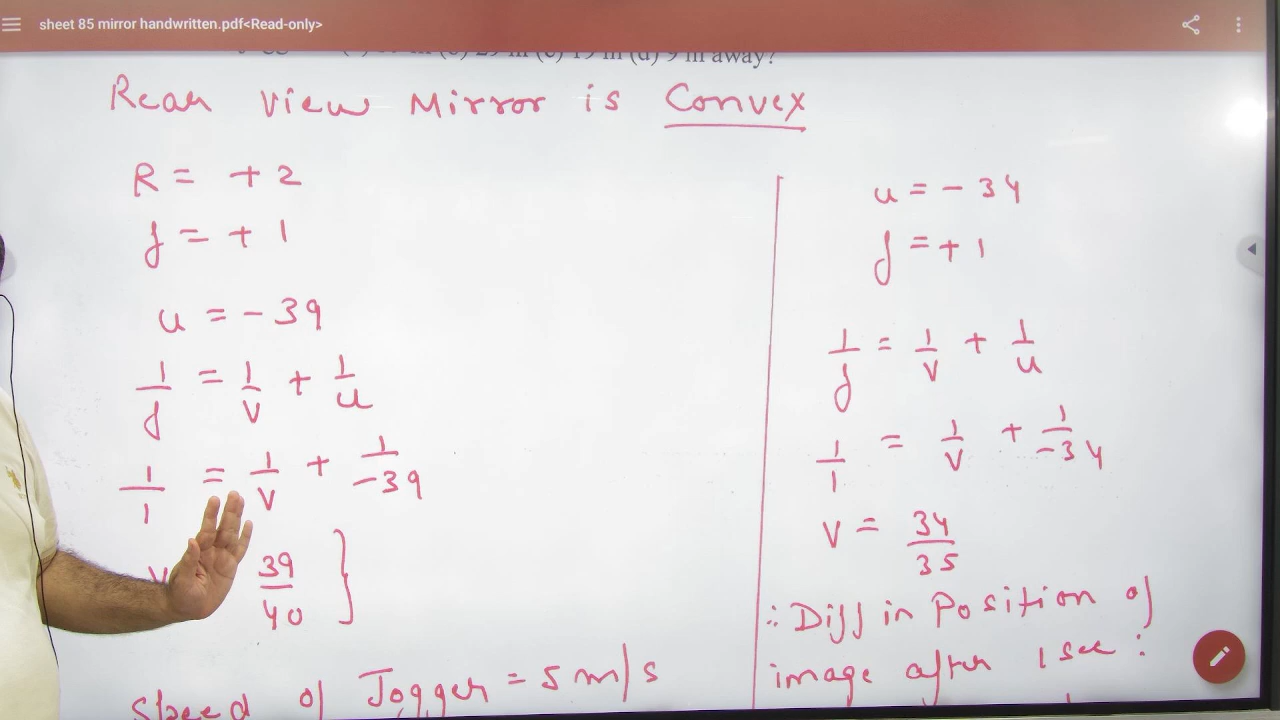 sheet 85 mirror handwritten.pdf<Read-only>
m away?
Rear View Mirror is Convex
R = + 2
f = + 1
u = - 39
1/f = 1/v + 1/u
1/1 = 1/v + 1/-39
39/40 }
Speed of Jogger = 5 m/s
u = - 34
f = + 1
1/f = 1/v + 1/u
1/1 = 1/v + 1/-34
v = 34/35
∴ Diff in Position of
image after 1 sec :